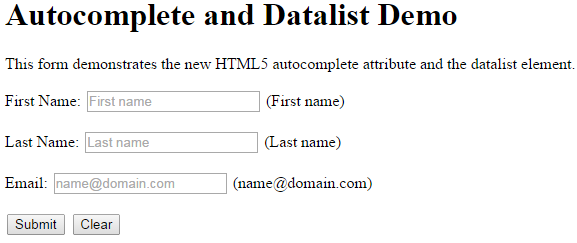 Autocomplete and Datalist Demo
This form demonstrates the new HTML5 autocomplete attribute and the datalist element.
First Name: First name (First name)
Last Name: Last name (Last name)
Email: name@domain.com (name@domain.com)
Submit Clear